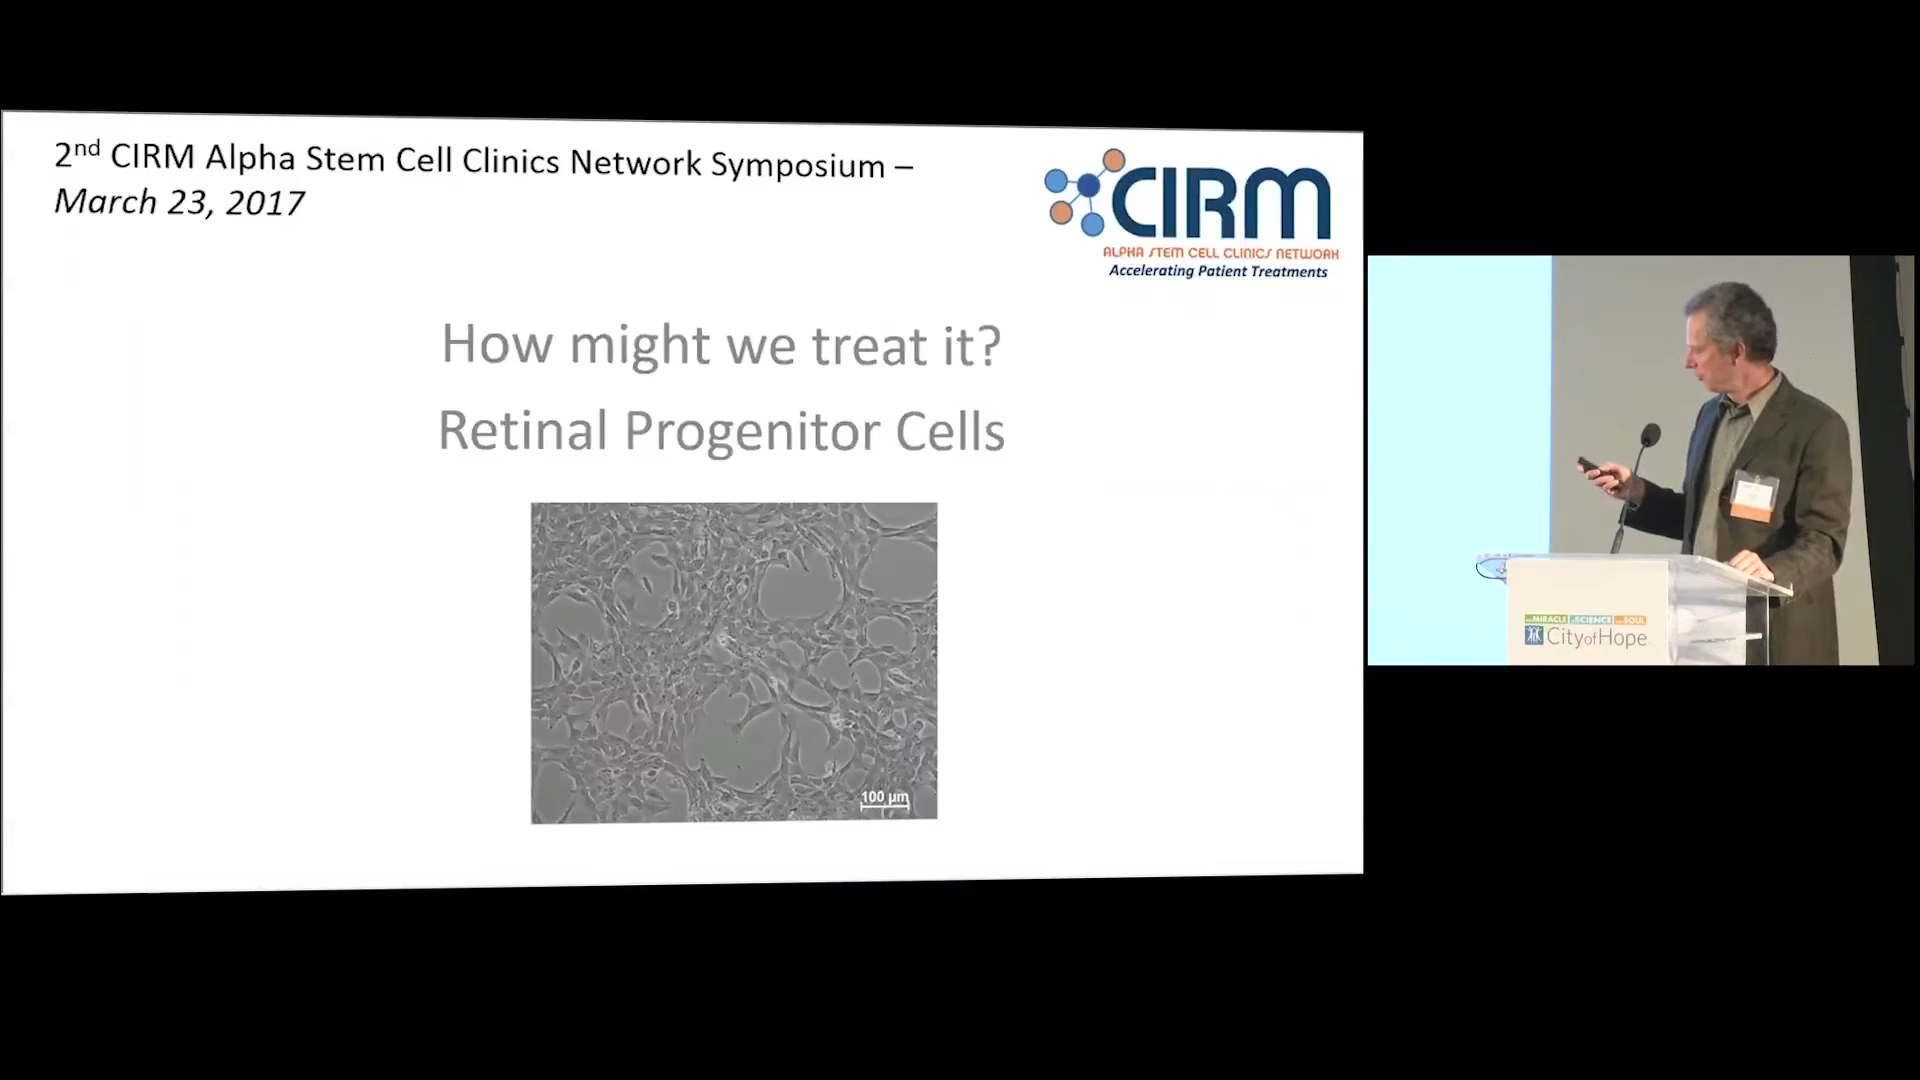 2nd CIRM Alpha Stem Cell Clinics Network Symposium –
March 23, 2017
CIRM
ALPHA STEM CELL CLINICS NETWORK
Accelerating Patient Treatments
How might we treat it?
Retinal Progenitor Cells
100 µm
MIRACLE SCIENCE SOUL
City of Hope